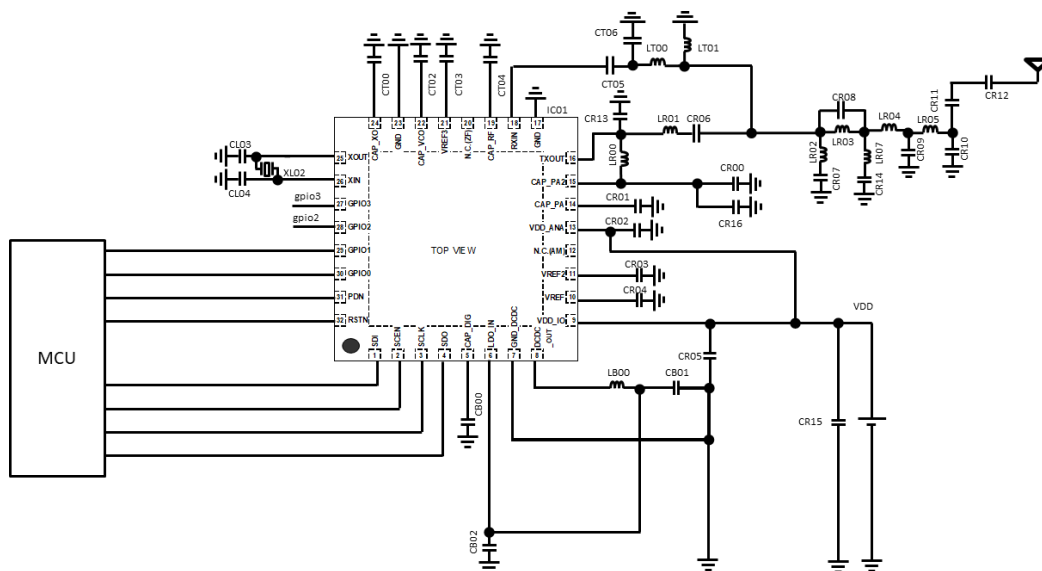 CT06
LT00
LT01
CT00
CT02
CT03
CT04
CT05
IC01
CR13
LR01
CR06
CR08
CR11
CR12
LR04
LR05
LR02
LR03
LR07
CR09
CR10
CR07
CR14
24
23
22
21
20
19
18
17
CAP_XO
GND
CAP_VCO
VREF3
N.C.(ZF)
CAP_RF
RXIN
GND
CL03
XL02
CL04
25 XOUT
26 XIN
gpio3
27 GPIO3
gpio2
28 GPIO2
29 GPIO1
30 GPIO0
31 PDN
32 RSTN
TOP VIEW
TXOUT 16
CAP_PA2 15
CAP_PA 14
VDD_ANA 13
N.C.(AM) 12
VREF2 11
VREF 10
VDD_IO 9
LR00
CR00
CR16
CR01
CR02
CR03
CR04
VDD
MCU
SDI
SCEN
SCLK
SDO
CAP_DIG
LDO_IN
GND_DCDC
DCDC
_OUT
1
2
3
4
5
6
7
8
CR05
LB00
CB01
CB00
CR15
CB02